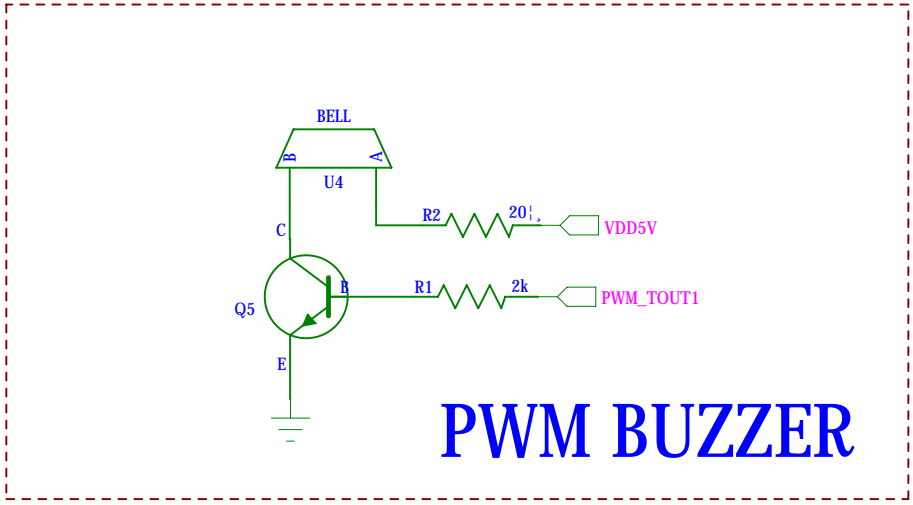 BELL
B
A
U4
R2
20¦¸
VDD5V
C
B
R1
2k
PWM_TOUT1
Q5
E
PWM BUZZER